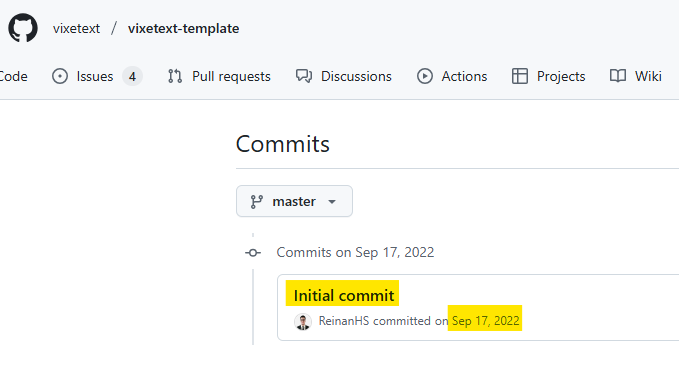 vixetext / vixetext-template
Code Issues 4 Pull requests Discussions Actions Projects Wiki
Commits
master
Commits on Sep 17, 2022
Initial commit
ReinanHS committed on Sep 17, 2022